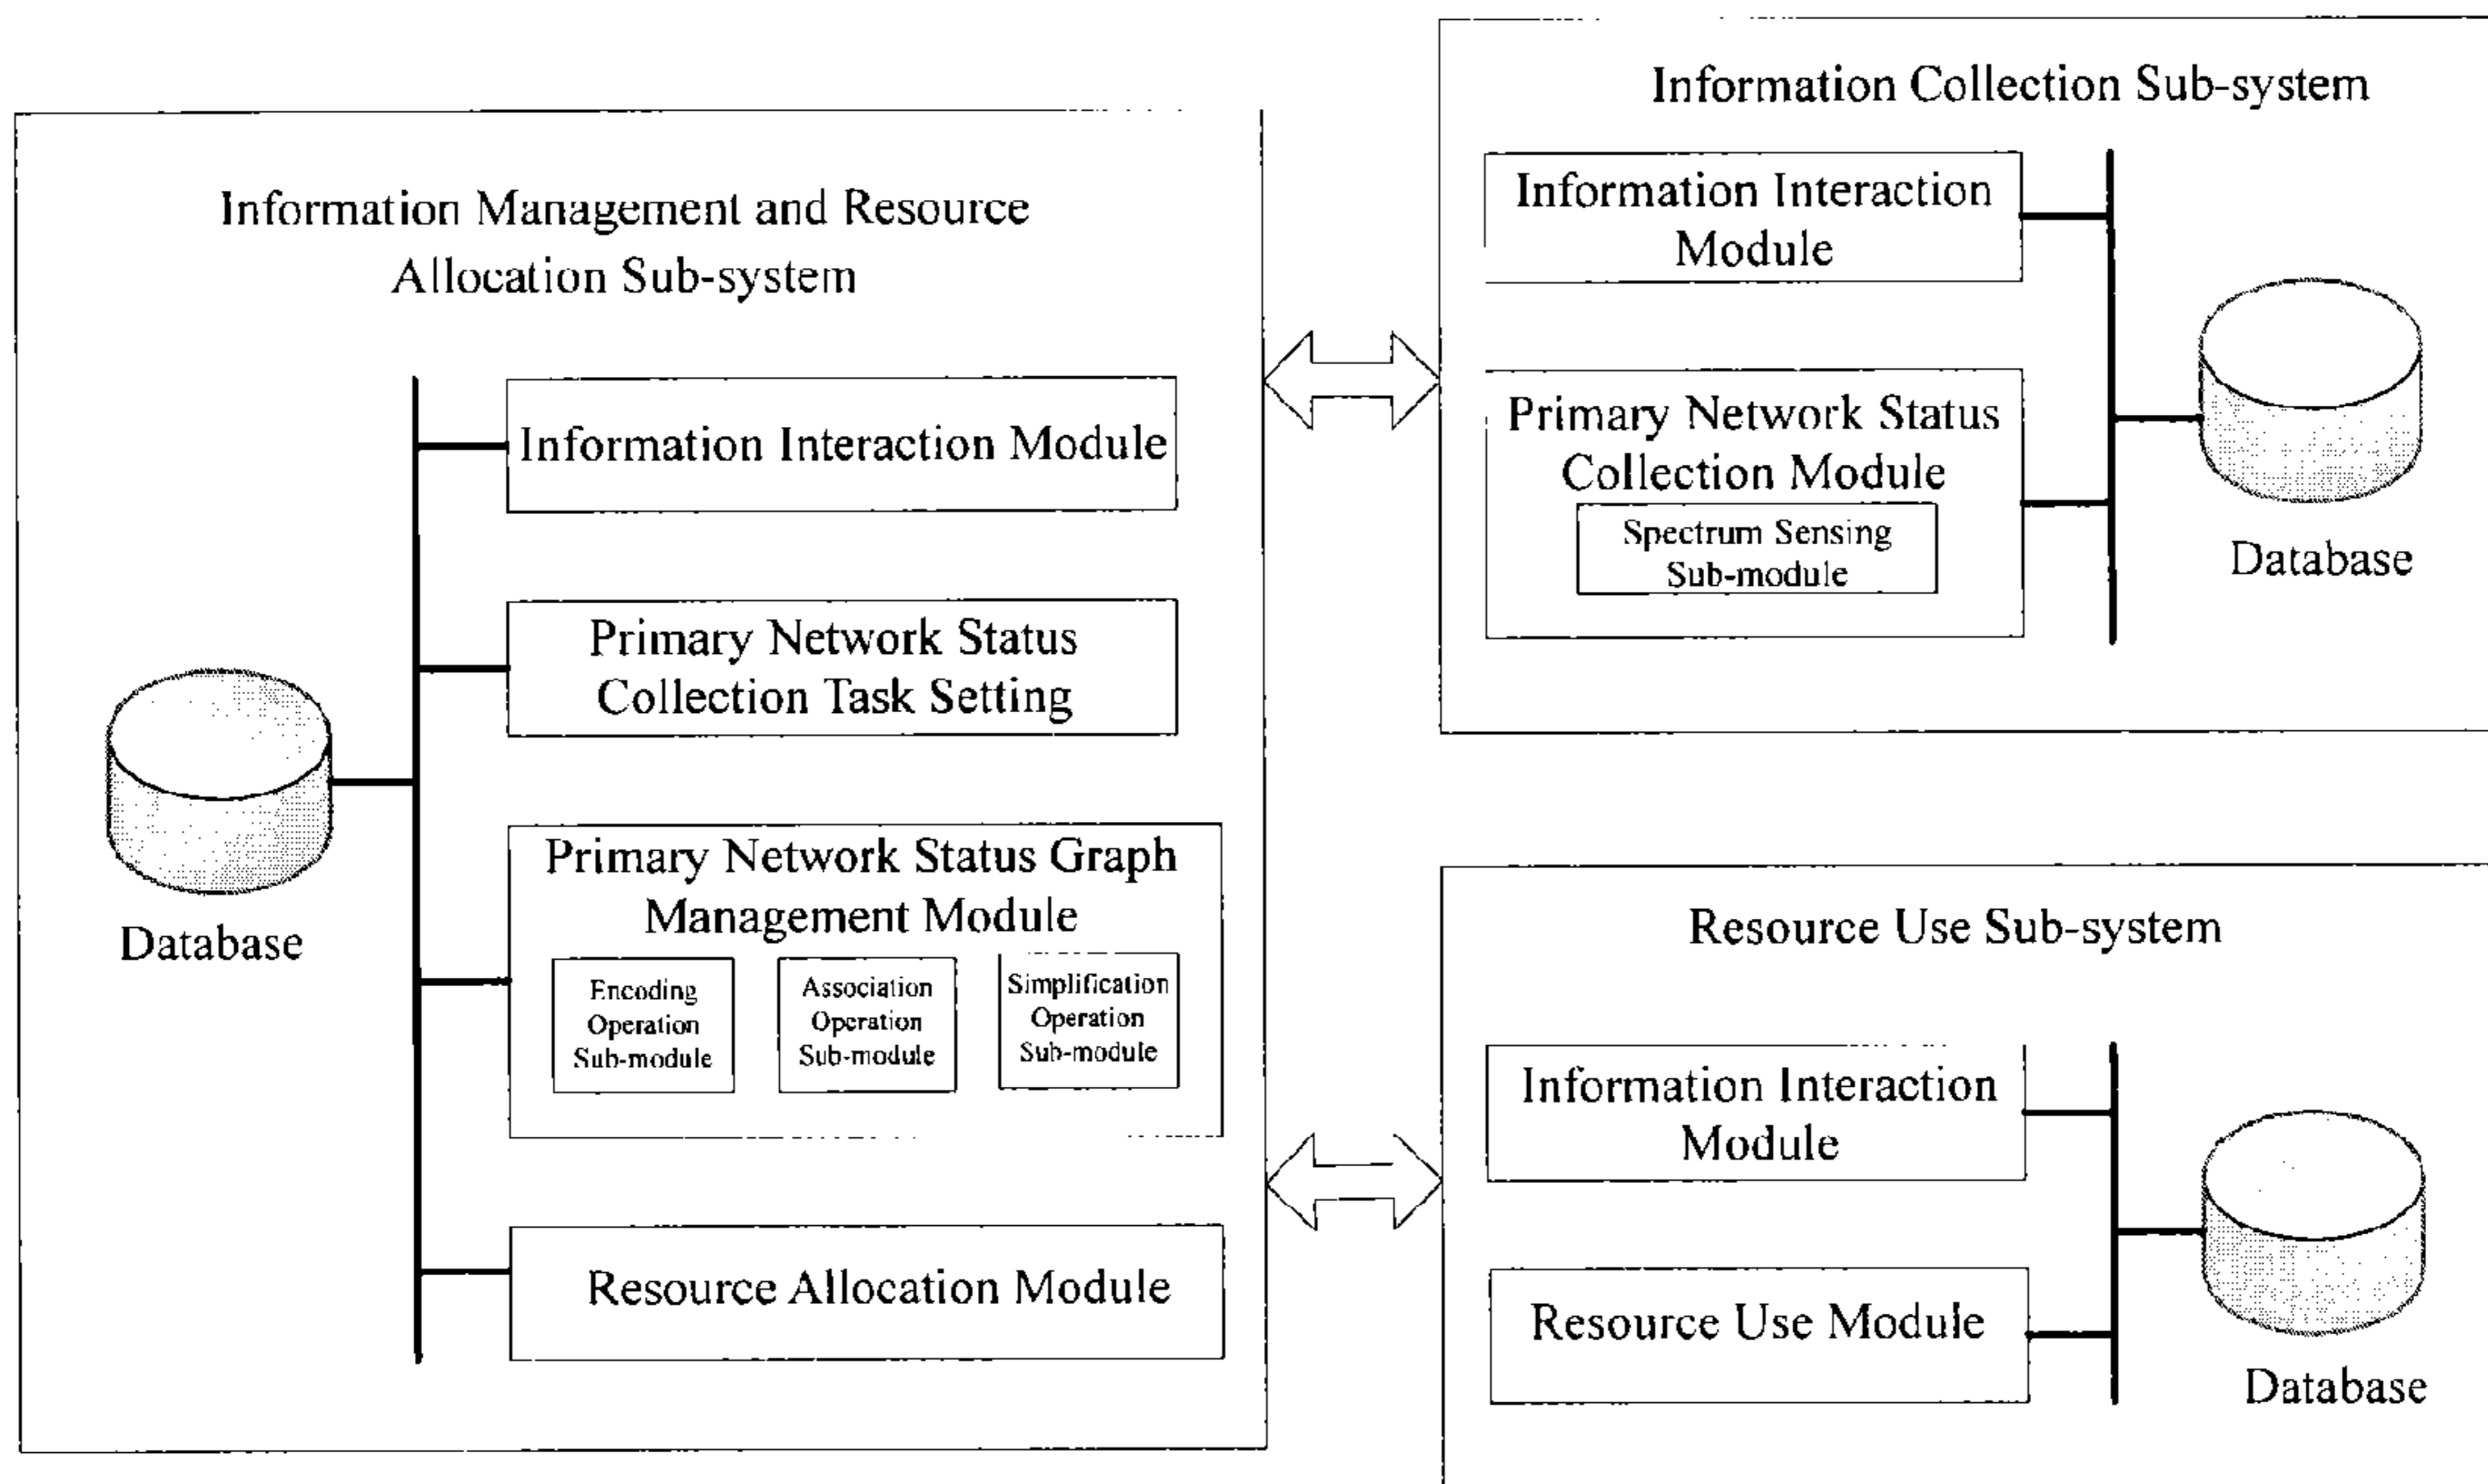 Information Management and Resource
Allocation Sub-system
Information Interaction Module
Primary Network Status
Collection Task Setting
Primary Network Status Graph
Management Module
Encoding
Operation
Sub-module
Association
Operation
Sub-module
Simplification
Operation
Sub-module
Resource Allocation Module
Database
Information Collection Sub-system
Information Interaction
Module
Primary Network Status
Collection Module
Spectrum Sensing
Sub-module
Database
Resource Use Sub-system
Information Interaction
Module
Resource Use Module
Database